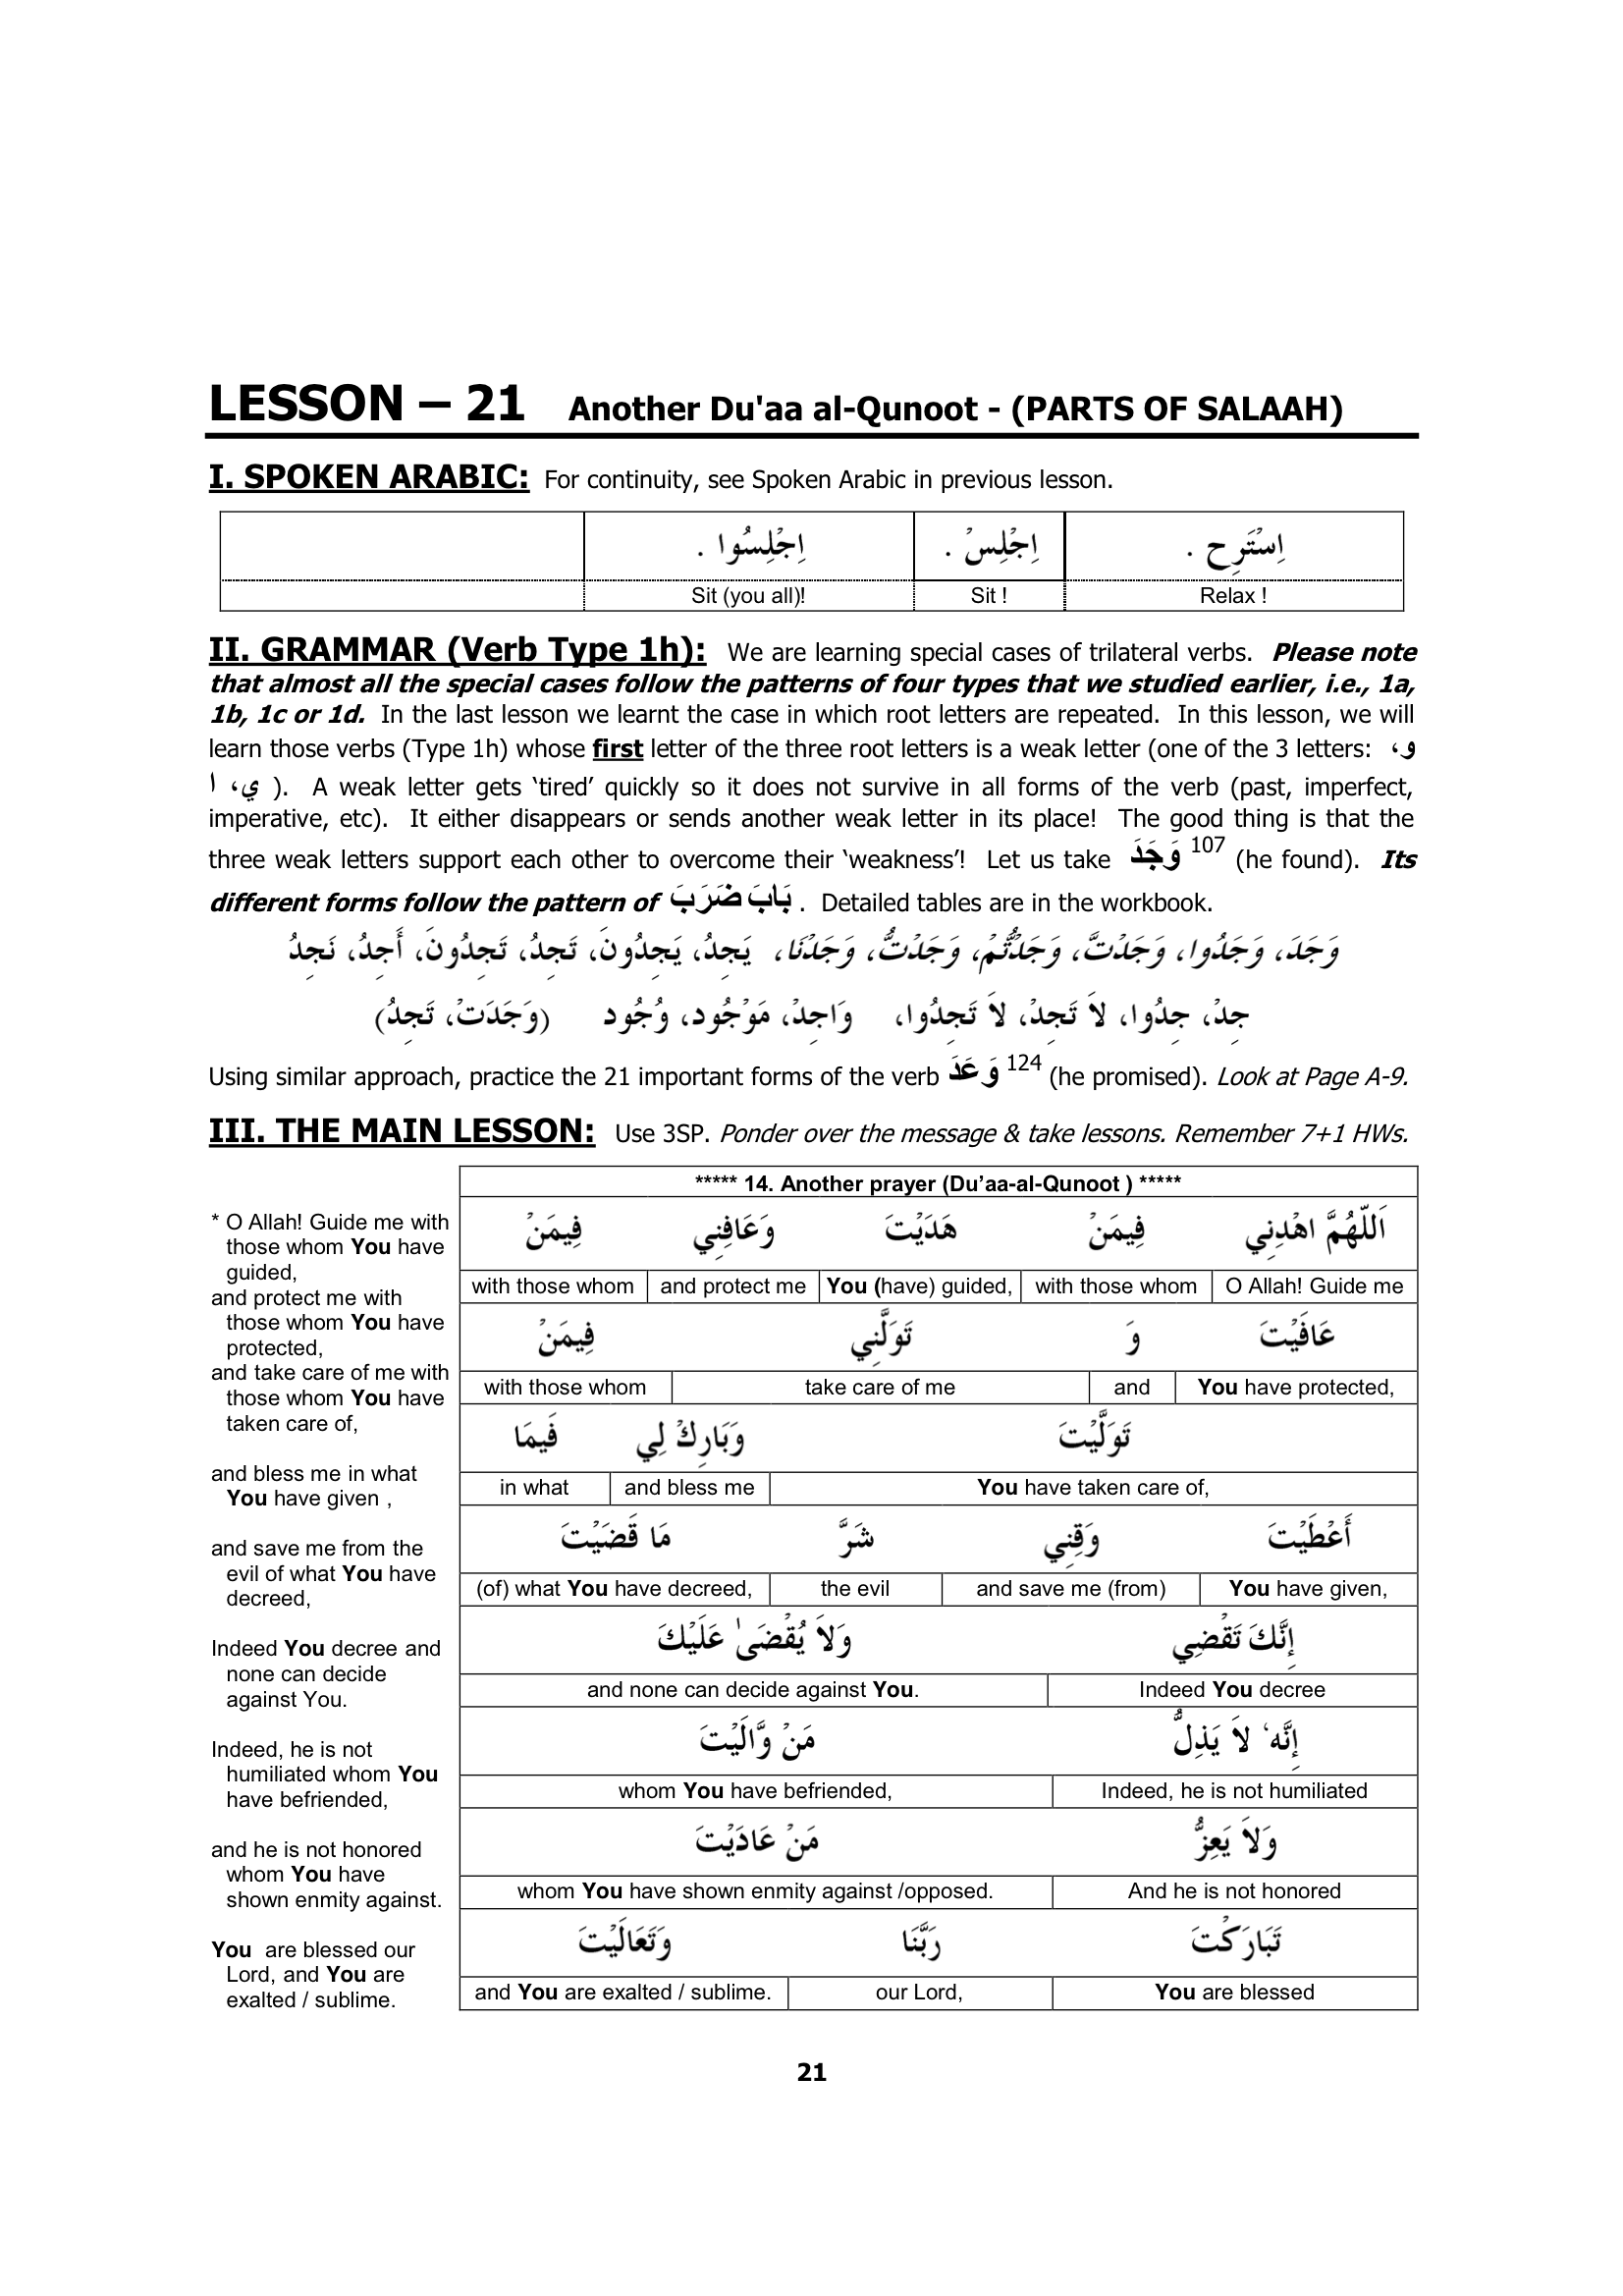 LESSON – 21 Another Du'aa al-Qunoot - (PARTS OF SALAAH)
I. SPOKEN ARABIC: For continuity, see Spoken Arabic in previous lesson.
اِسْتَرِح . اِجْلِسْ . اِجْلِسُوا .
Relax ! Sit ! Sit (you all)!
II. GRAMMAR (Verb Type 1h): We are learning special cases of trilateral verbs. Please note
that almost all the special cases follow the patterns of four types that we studied earlier, i.e., 1a,
1b, 1c or 1d. In the last lesson we learnt the case in which root letters are repeated. In this lesson, we will
learn those verbs (Type 1h) whose first letter of the three root letters is a weak letter (one of the 3 letters: و،
ي، ا ). A weak letter gets ‘tired’ quickly so it does not survive in all forms of the verb (past, imperfect,
imperative, etc). It either disappears or sends another weak letter in its place! The good thing is that the
three weak letters support each other to overcome their ‘weakness’! Let us take وَجَدَ 107 (he found). Its
different forms follow the pattern of بَابَ ضَرَبَ . Detailed tables are in the workbook.
وَجَدَ، وَجَدُوا، وَجَدْتَّ، وَجَدْتُّمْ، وَجَدْتُّ، وَجَدْنَا، يَجِدُ، يَجِدُونَ، تَجِدُ، تَجِدُونَ، أَجِدُ، نَجِدُ
جِدْ، جِدُوا، لاَ تَجِدْ، لاَ تَجِدُوا، وَاجِدْ، مَوْجُود، وُجُود (وَجَدَتْ، تَجِدُ)
Using similar approach, practice the 21 important forms of the verb وَعَدَ 124 (he promised). Look at Page A-9.
III. THE MAIN LESSON: Use 3SP. Ponder over the message & take lessons. Remember 7+1 HWs.
* O Allah! Guide me with
those whom You have
guided,
and protect me with
those whom You have
protected,
and take care of me with
those whom You have
taken care of,
and bless me in what
You have given ,
and save me from the
evil of what You have
decreed,
Indeed You decree and
none can decide
against You.
Indeed, he is not
humiliated whom You
have befriended,
and he is not honored
whom You have
shown enmity against.
You are blessed our
Lord, and You are
exalted / sublime.
***** 14. Another prayer (Du’aa-al-Qunoot ) *****
اَللّهُمَّ اهْدِنِي فِيمَنْ هَدَيْتَ وَعَافِنِي فِيمَنْ
O Allah! Guide me with those whom You (have) guided, and protect me with those whom
عَافَيْتَ وَ تَوَلَّنِي فِيمَنْ
You have protected, and take care of me with those whom
تَوَلَّيْتَ وَبَارِكْ لِي فَيمَا
You have taken care of, and bless me in what
أَعْطَيْتَ وَقِنِي شَرَّ مَا قَضَيْتَ
You have given, and save me (from) the evil (of) what You have decreed,
إِنَّكَ تَقْضِي وَلاَ يُقْضَىٰ عَلَيْكَ
Indeed You decree and none can decide against You.
إِنَّه‘ لاَ يَذِلُّ مَنْ وَّالَيْتَ
Indeed, he is not humiliated whom You have befriended,
وَلاَ يَعِزُّ مَنْ عَادَيْتَ
And he is not honored whom You have shown enmity against /opposed.
تَبَارَكْتَ رَبَّنَا وَتَعَالَيْتَ
You are blessed our Lord, and You are exalted / sublime.
21